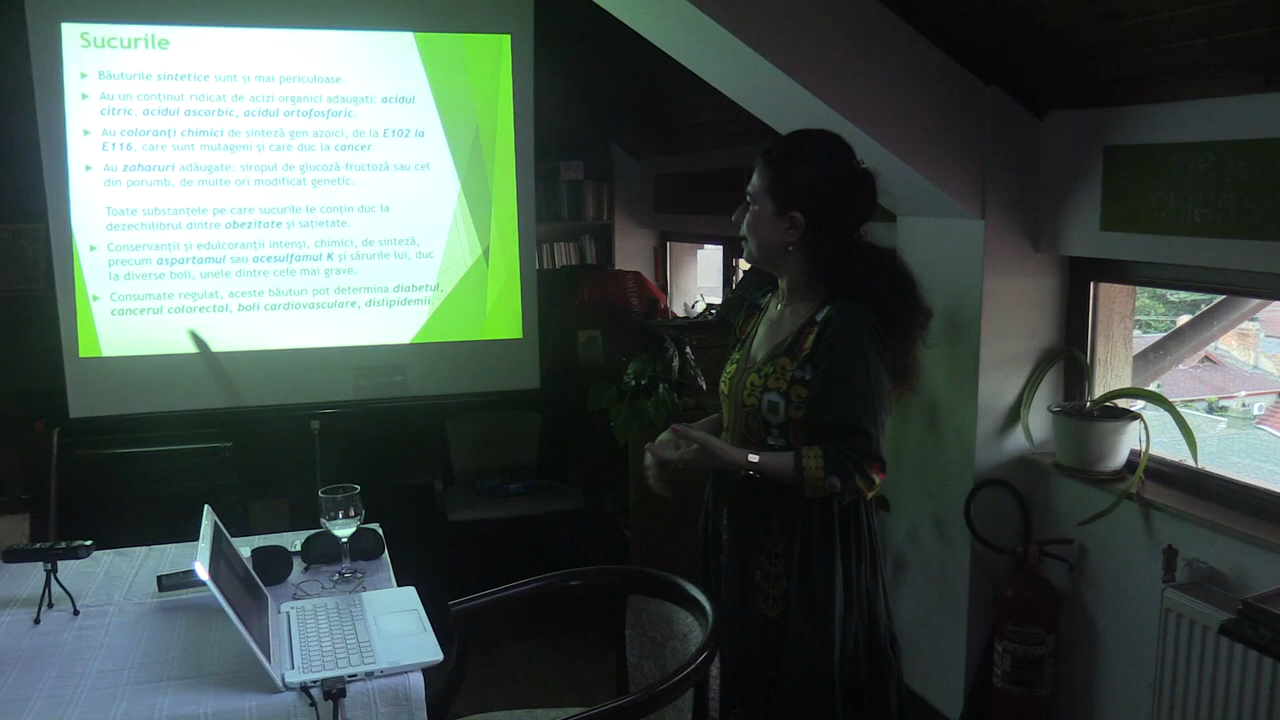 Sucurile
Băuturile sintetice sunt și mai periculoase.
Au un conținut ridicat de acizi organici adaugați: acidul
citric, acidul ascorbic, acidul ortofosforic.
Au coloranți chimici de sinteză gen azoici, de la E102 la
E116, care sunt mutageni și care duc la cancer.
Au zaharuri adăugate: siropul de glucoză-fructoză sau cel
din porumb, de multe ori modificat genetic.
Toate substanțele pe care sucurile le conțin duc la
dezechilibrul dintre obezitate și sațietate.
Conservanții și edulcoranții intenși, chimici, de sinteză,
precum aspartamul sau acesulfamul K și sărurile lui, duc
la diverse boli, unele dintre cele mai grave.
Consumate regulat, aceste băuturi pot determina diabetul,
cancerul colorectal, boli cardiovasculare, dislipidemii.